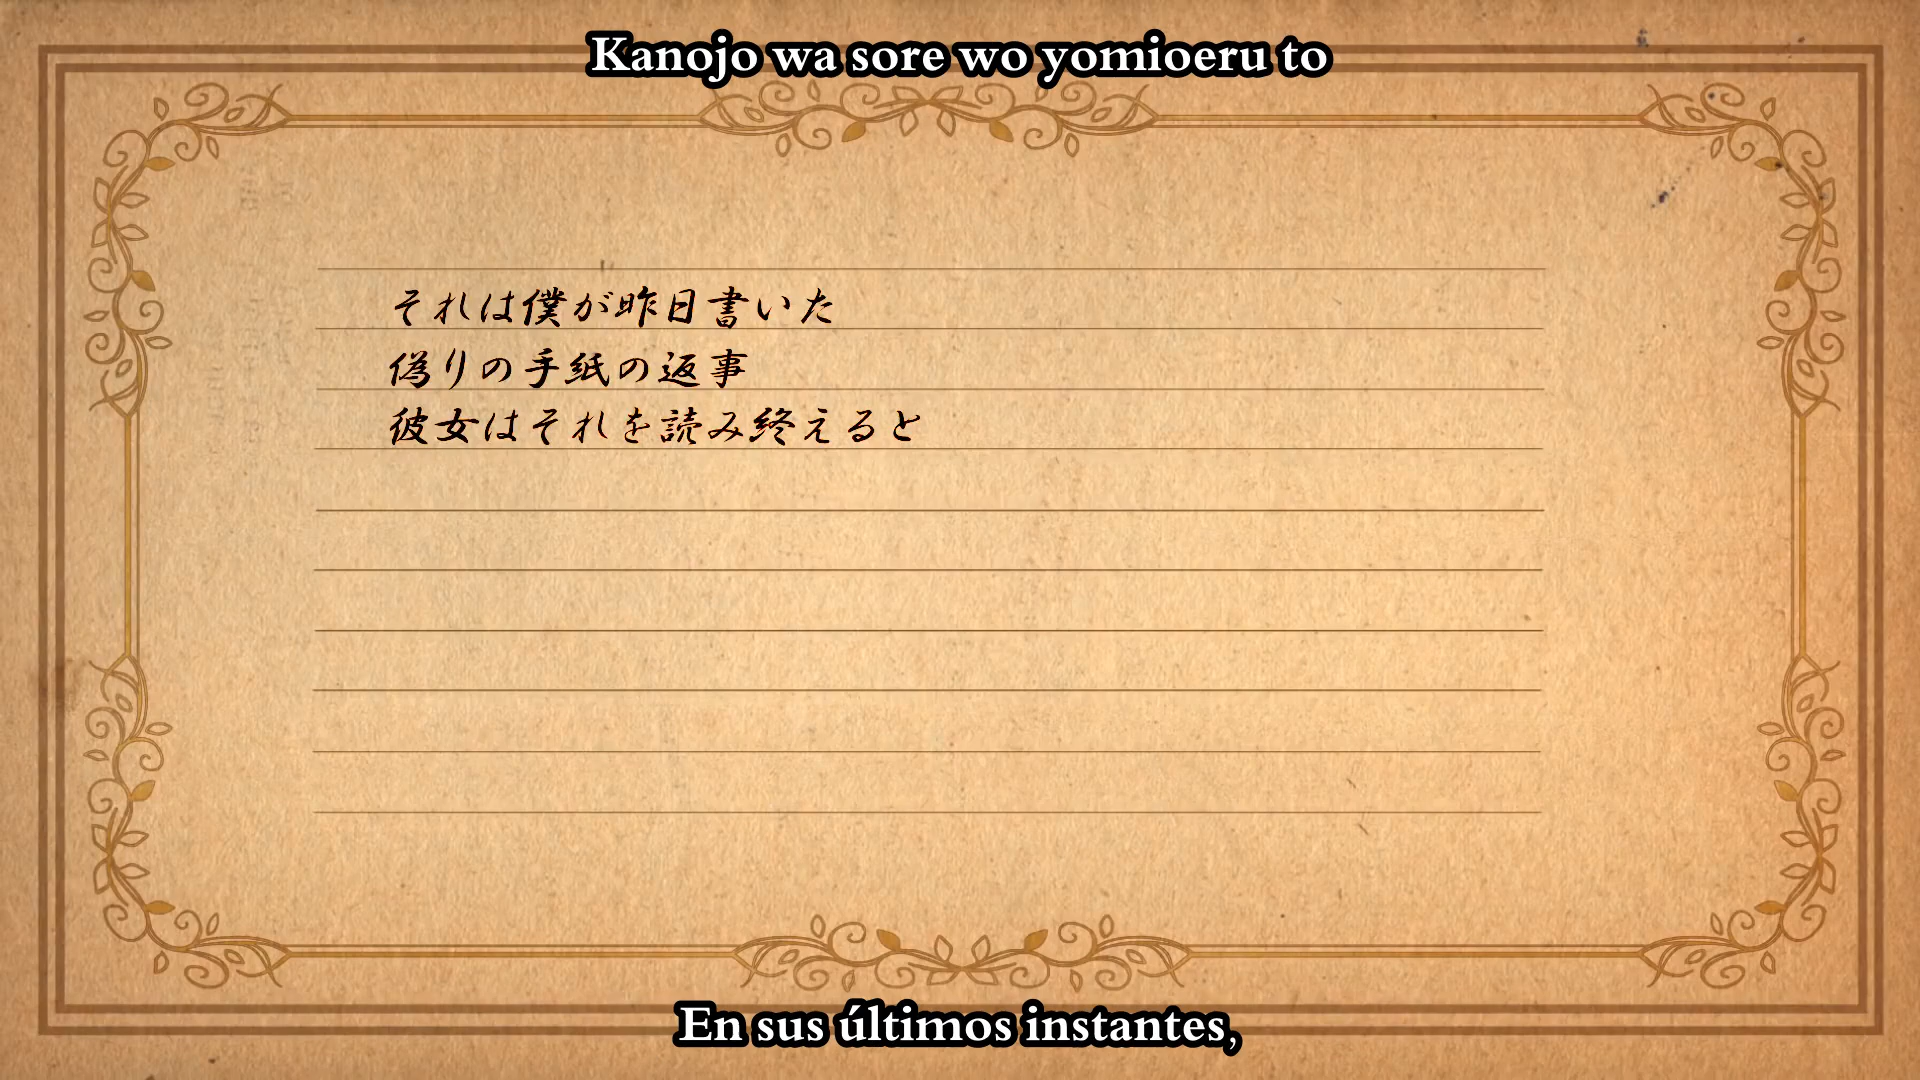 Kanojo wa sore wo yomioeru to
それは僕が昨日書いた
偽りの手紙の返事
彼女はそれを読み終えると
En sus últimos instantes,